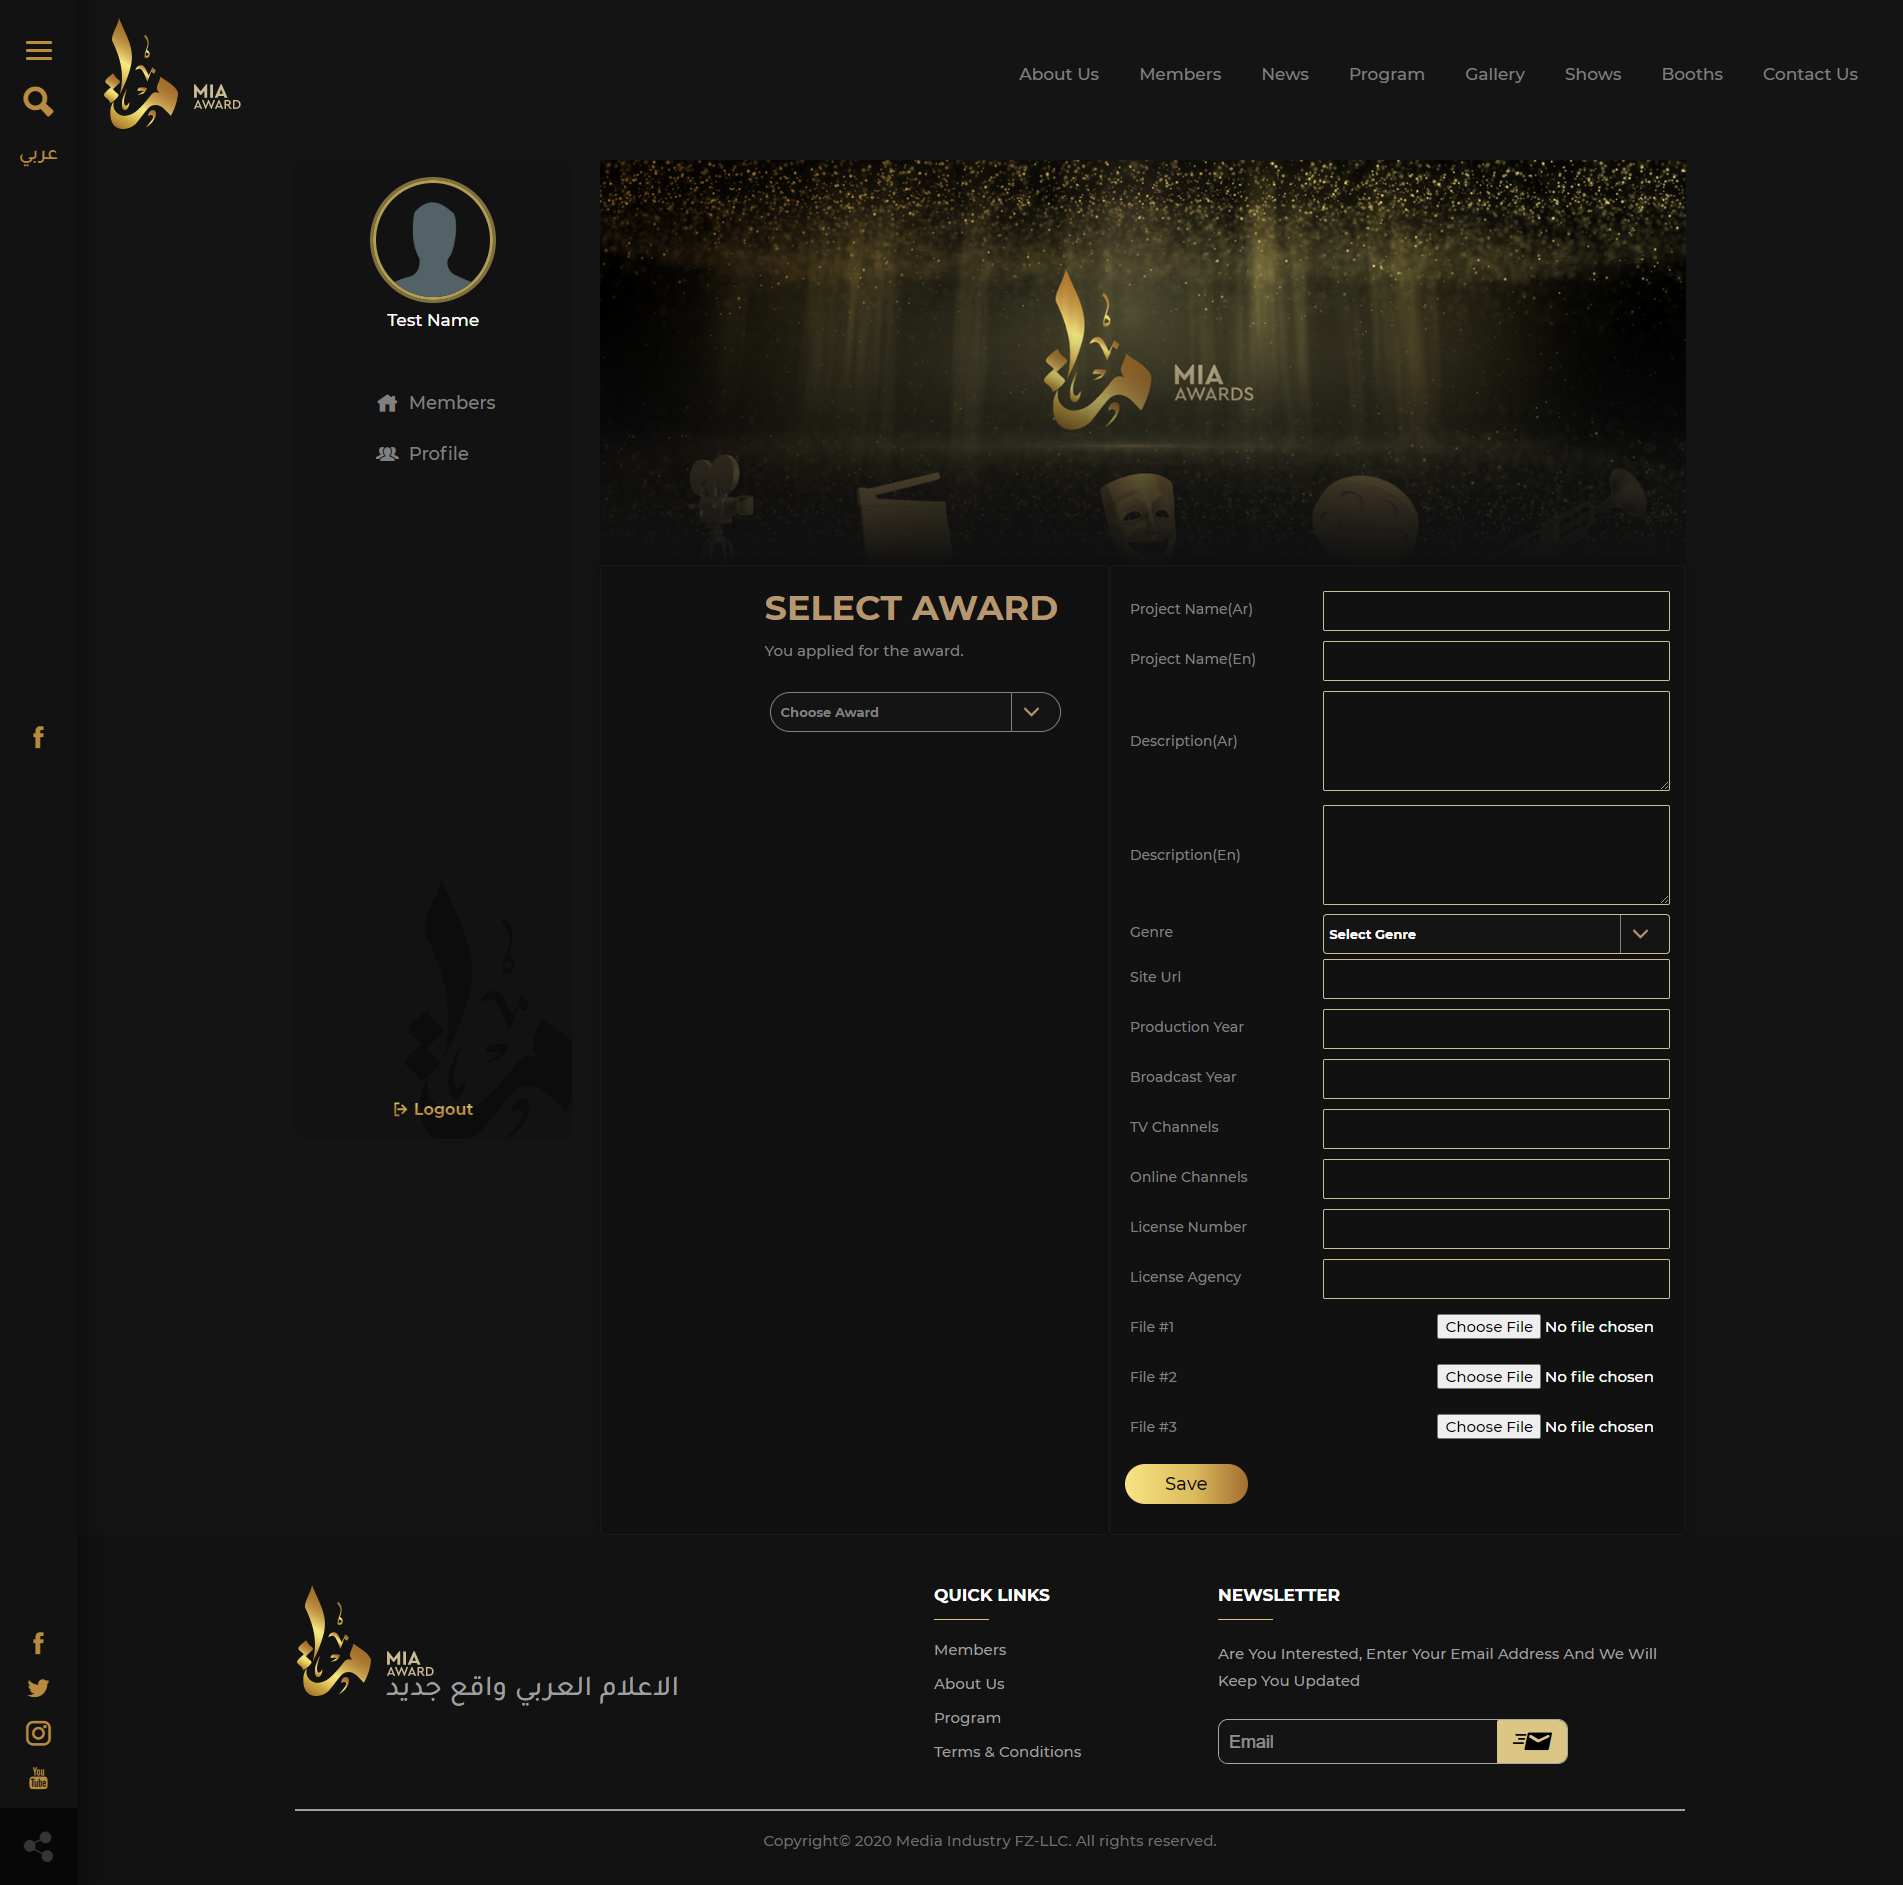 عربي
MIA
AWARD
About Us
Members
News
Program
Gallery
Shows
Booths
Contact Us
Test Name
Members
Profile
Logout
MIA
AWARDS
SELECT AWARD
You applied for the award.
Choose Award
Project Name(Ar)
Project Name(En)
Description(Ar)
Description(En)
Genre
Select Genre
Site Url
Production Year
Broadcast Year
TV Channels
Online Channels
License Number
License Agency
File #1
Choose File No file chosen
File #2
Choose File No file chosen
File #3
Choose File No file chosen
Save
MIA
AWARD
الاعلام العربي واقع جديد
QUICK LINKS
Members
About Us
Program
Terms & Conditions
NEWSLETTER
Are You Interested, Enter Your Email Address And We Will
Keep You Updated
Email
You
Tube
Copyright© 2020 Media Industry FZ-LLC. All rights reserved.